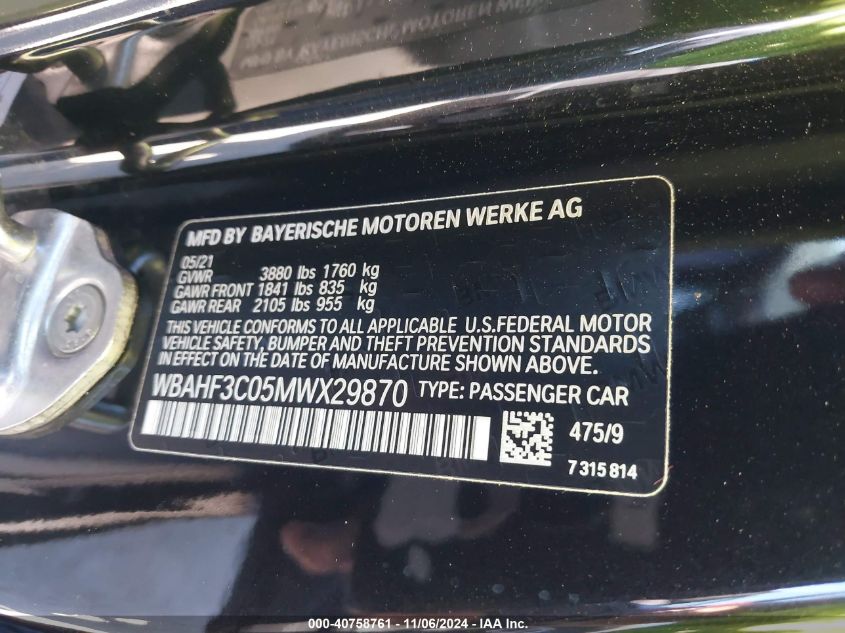 MFD BY BAYERISCHE MOTOREN WERKE AG
05/21
GVWR 3880 lbs 1760 kg
GAWR FRONT 1841 lbs 835 kg
GAWR REAR 2105 lbs 955 kg
THIS VEHICLE CONFORMS TO ALL APPLICABLE U.S.FEDERAL MOTOR
VEHICLE SAFETY, BUMPER AND THEFT PREVENTION STANDARDS
IN EFFECT ON THE DATE OF MANUFACTURE SHOWN ABOVE.
WBAHF3C05MWX29870 TYPE: PASSENGER CAR
475/9
7 315 814
000-40758761 - 11/06/2024 - IAA Inc.